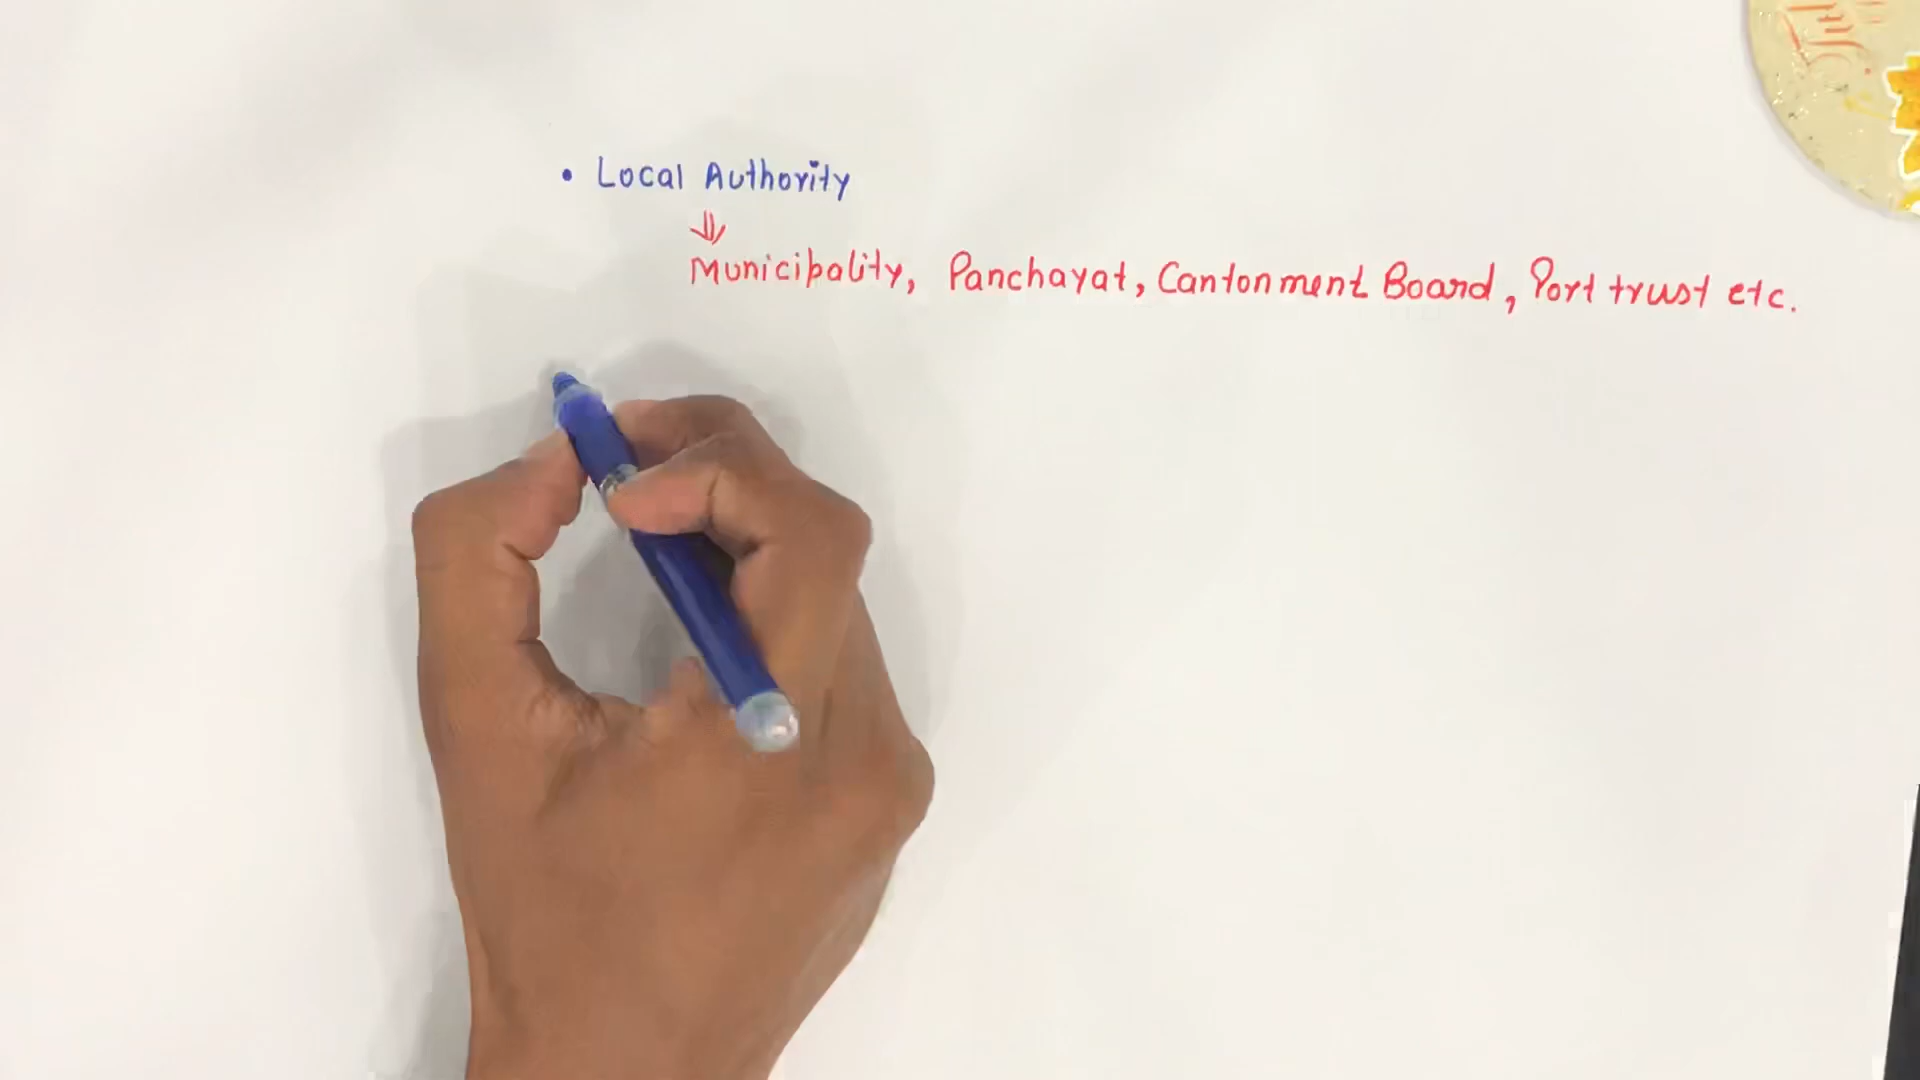 • Local Authority
⇓
Municipality, Panchayat, Cantonment Board, Port trust etc.